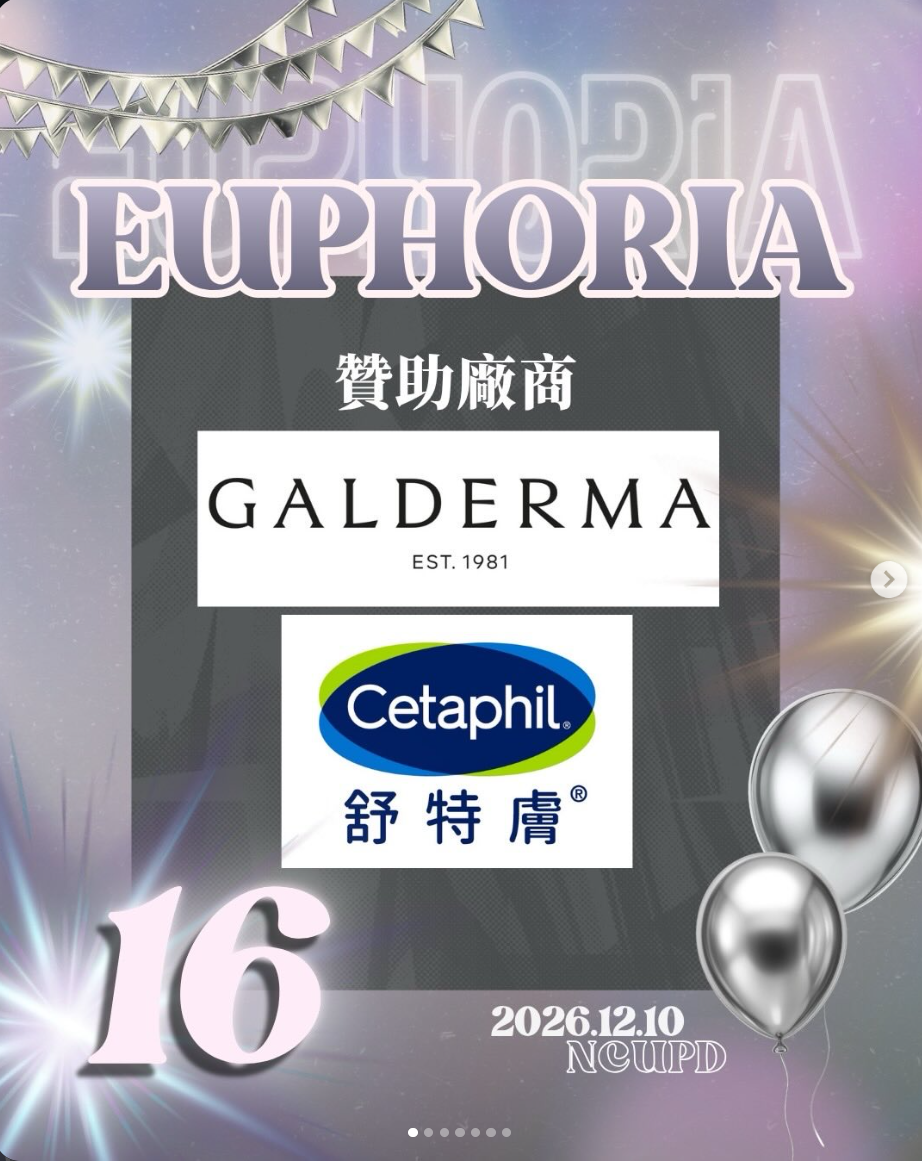 EUPHORIA
EUPHORIA
贊助廠商
GALDERMA
EST. 1981
Cetaphil®
舒特膚®
16
2026.12.10
NCUPD